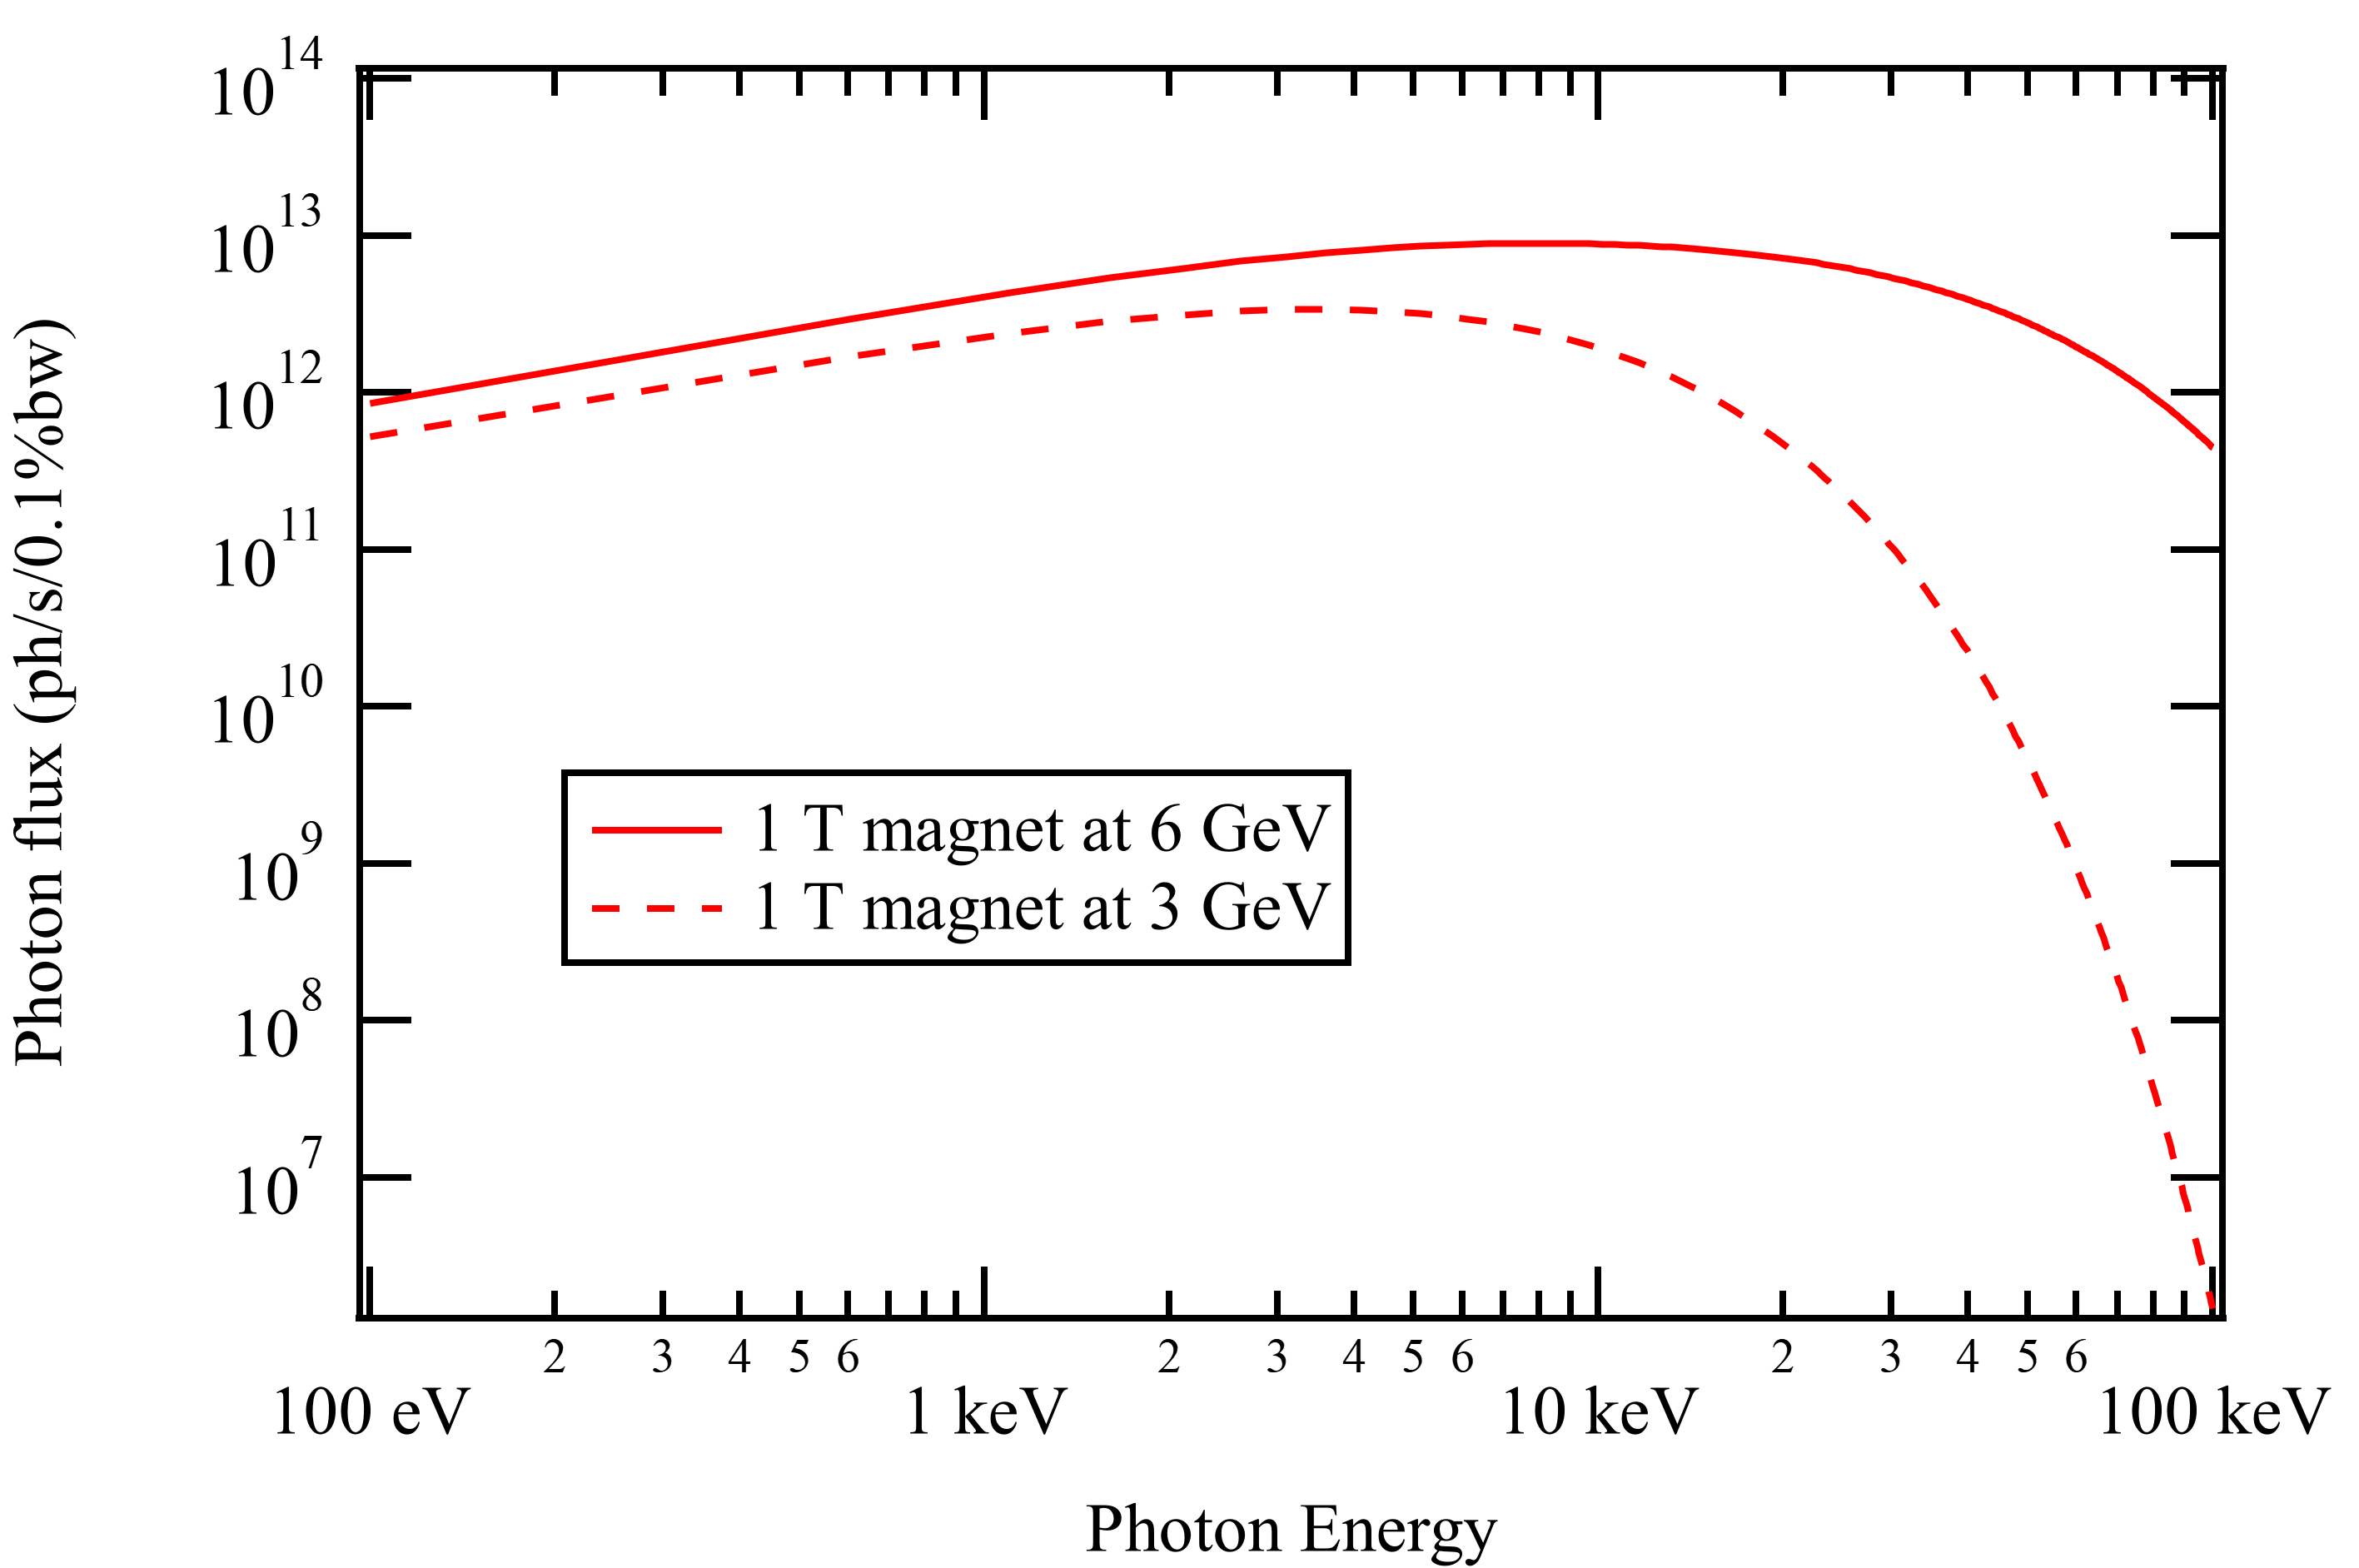 Photon flux (ph/s/0.1%bw)
10^14
10^13
10^12
10^11
10^10
10^9
10^8
10^7
1 T magnet at 6 GeV
1 T magnet at 3 GeV
2 3 4 5 6 2 3 4 5 6 2 3 4 5 6
100 eV 1 keV 10 keV 100 keV
Photon Energy